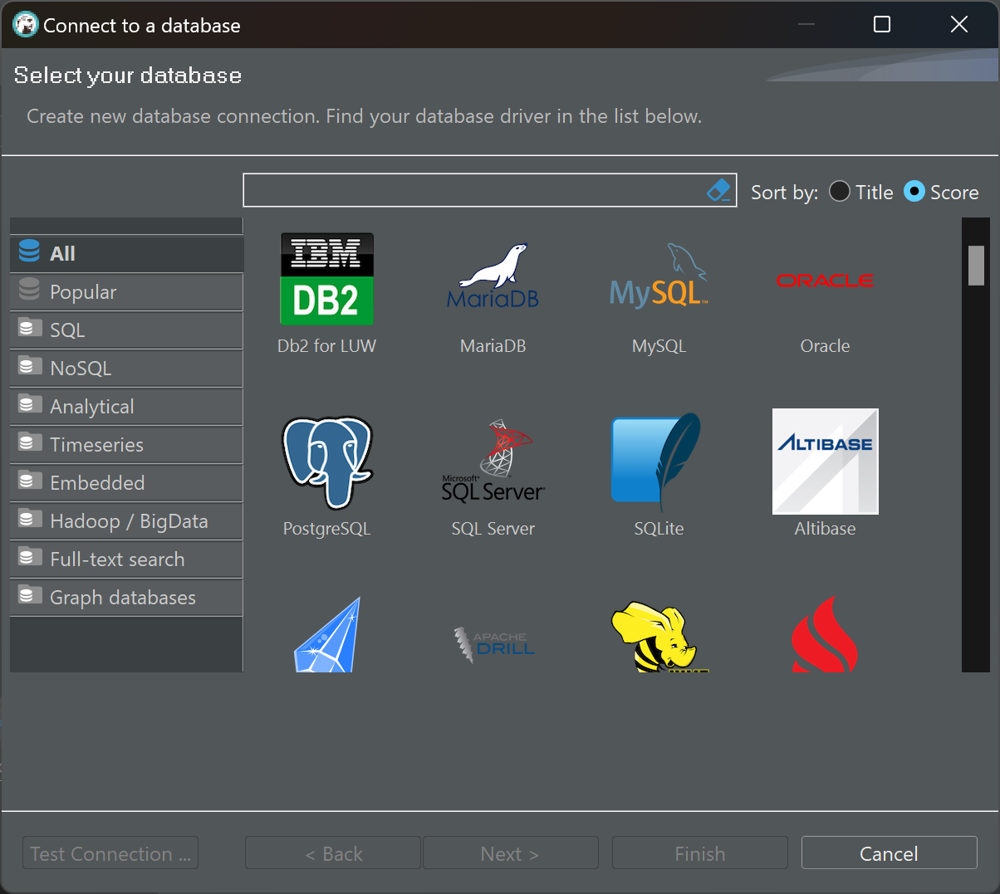 Connect to a database
Select your database
Create new database connection. Find your database driver in the list below.
Sort by: Title Score
All
Popular
SQL
NoSQL
Analytical
Timeseries
Embedded
Hadoop / BigData
Full-text search
Graph databases
IBM
DB2
Db2 for LUW
MariaDB
MariaDB
MySQL™
MySQL
ORACLE
Oracle
PostgreSQL
Microsoft®
SQL Server®
SQL Server
SQLite
ALTIBASE
Altibase
APACHE
DRILL
Test Connection ...
< Back
Next >
Finish
Cancel